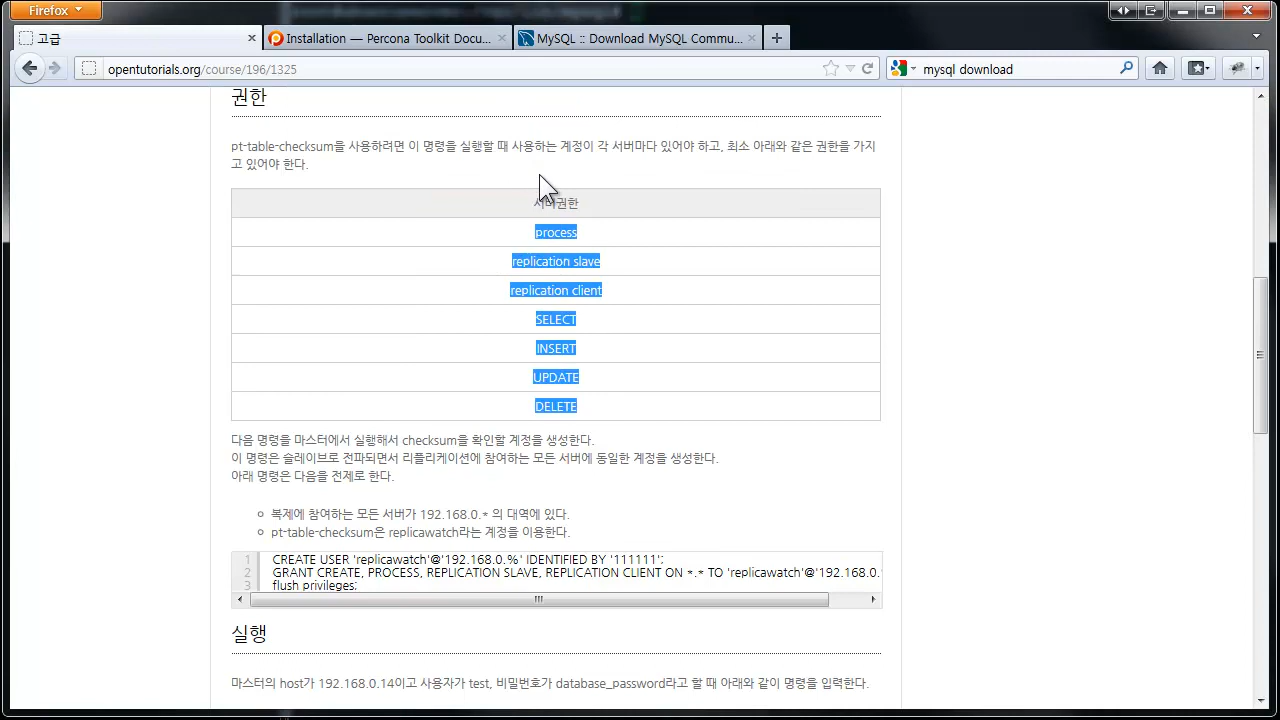 Firefox
고급
Installation — Percona Toolkit Docu...
MySQL :: Download MySQL Commu...
opentutorials.org/course/196/1325
mysql download
권한
pt-table-checksum을 사용하려면 이 명령을 실행할 때 사용하는 계정이 각 서버마다 있어야 하고, 최소 아래와 같은 권한을 가지
고 있어야 한다.
서버권한
process
replication slave
replication client
SELECT
INSERT
UPDATE
DELETE
다음 명령을 마스터에서 실행해서 checksum을 확인할 계정을 생성한다.
이 명령은 슬레이브로 전파되면서 리플리케이션에 참여하는 모든 서버에 동일한 계정을 생성한다.
아래 명령은 다음을 전제로 한다.
복제에 참여하는 모든 서버가 192.168.0.* 의 대역에 있다.
pt-table-checksum은 replicawatch라는 계정을 이용한다.
1 CREATE USER 'replicawatch'@'192.168.0.%' IDENTIFIED BY '111111';
2 GRANT CREATE, PROCESS, REPLICATION SLAVE, REPLICATION CLIENT ON *.* TO 'replicawatch'@'192.168.0.
3 flush privileges;
실행
마스터의 host가 192.168.0.14이고 사용자가 test, 비밀번호가 database_password라고 할 때 아래와 같이 명령을 입력한다.